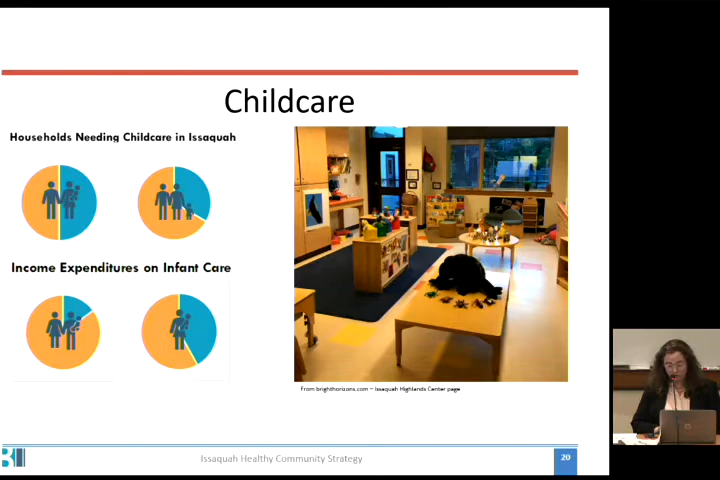 Childcare
Households Needing Childcare in Issaquah
Income Expenditures on Infant Care
From brighthorizons.com – Issaquah Highlands Center page
Issaquah Healthy Community Strategy
20